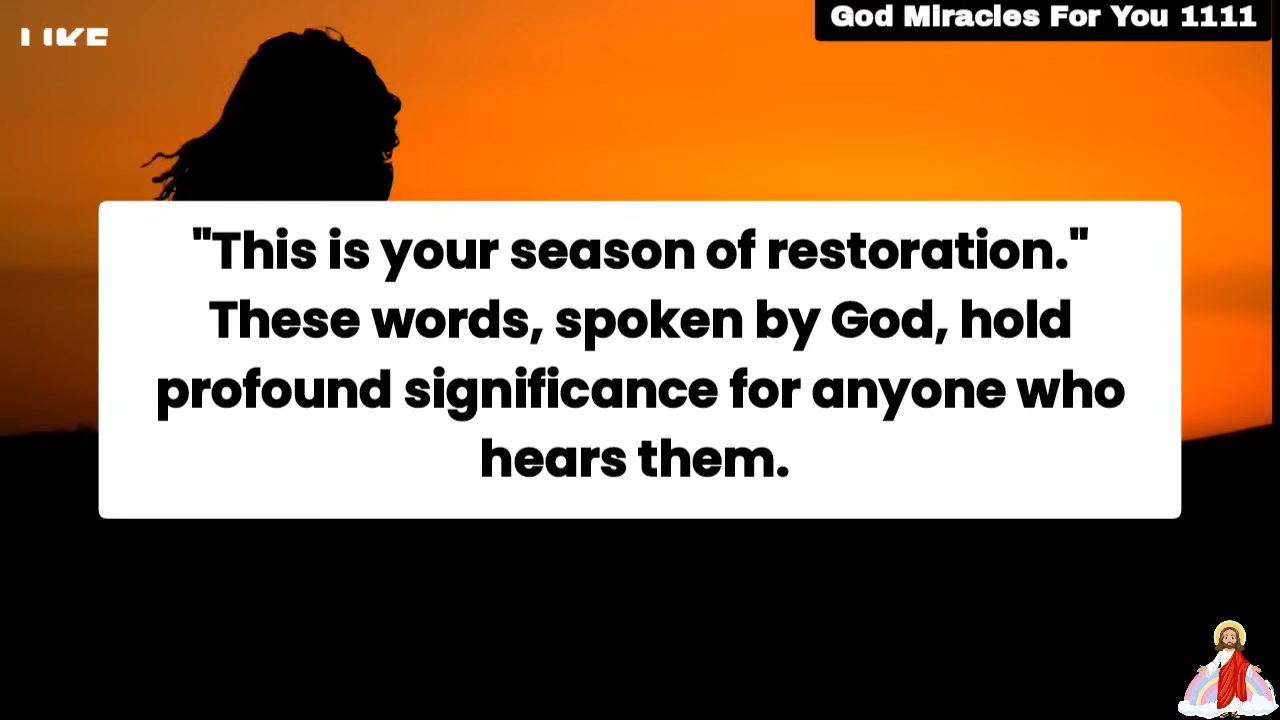 God Miracles For You 1111
"This is your season of restoration."
These words, spoken by God, hold
profound significance for anyone who
hears them.